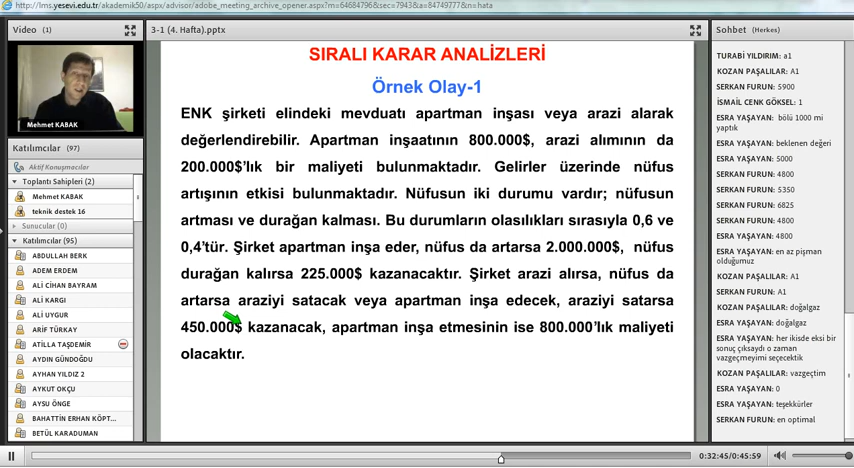 http://lms.yesevi.edu.tr/akademik50/aspx/advisor/adobe_meeting_archive_opener.aspx?m=64684796&sec=7943&a=84749777&n=hata
Video (1)
Mehmet KABAK
Katılımcılar (97)
Aktif Konuşmacılar
Toplantı Sahipleri (2)
Mehmet KABAK
teknik destek 16
Sunucular (0)
Katılımcılar (95)
ABDULLAH BERK
ADEM ERDEM
ALİ CİHAN BAYRAM
ALİ KARGI
ALİ UYGUR
ARİF TÜRKAY
ATİLLA TAŞDEMİR
AYDIN GÜNDOĞDU
AYHAN YILDIZ 2
AYKUT OKÇU
AYSU ÖNGE
BAHATTİN ERHAN KÖPT...
BETÜL KARADUMAN
3-1 (4. Hafta).pptx
SIRALI KARAR ANALİZLERİ
Örnek Olay-1
ENK şirketi elindeki mevduatı apartman inşası veya arazi alarak
değerlendirebilir. Apartman inşaatının 800.000$, arazi alımının da
200.000$'lık bir maliyeti bulunmaktadır. Gelirler üzerinde nüfus
artışının etkisi bulunmaktadır. Nüfusun iki durumu vardır; nüfusun
artması ve durağan kalması. Bu durumların olasılıkları sırasıyla 0,6 ve
0,4'tür. Şirket apartman inşa eder, nüfus da artarsa 2.000.000$, nüfus
durağan kalırsa 225.000$ kazanacaktır. Şirket arazi alırsa, nüfus da
artarsa araziyi satacak veya apartman inşa edecek, araziyi satarsa
450.000$ kazanacak, apartman inşa etmesinin ise 800.000'lık maliyeti
olacaktır.
Sohbet (Herkes)
TURABİ YILDIRIM: a1
KOZAN PAŞALILAR: A1
SERKAN FURUN: 5900
İSMAİL CENK GÖKSEL: 1
ESRA YAŞAYAN: bölü 1000 mi
yaptık
ESRA YAŞAYAN: beklenen değeri
ESRA YAŞAYAN: 5000
SERKAN FURUN: 4800
SERKAN FURUN: 5350
SERKAN FURUN: 6825
SERKAN FURUN: 4800
ESRA YAŞAYAN: 4800
ESRA YAŞAYAN: en az pişman
olduğumuz
KOZAN PAŞALILAR: A1
SERKAN FURUN: A1
KOZAN PAŞALILAR: doğalgaz
ESRA YAŞAYAN: doğalgaz
ESRA YAŞAYAN: her ikisde eksi bir
sonuç çıksaydı o zaman
vazgeçmeyimi seçecektik
KOZAN PAŞALILAR: vazgeçtim
ESRA YAŞAYAN: 0
ESRA YAŞAYAN: teşekkürler
SERKAN FURUN: en optimal
0:32:45/0:45:59